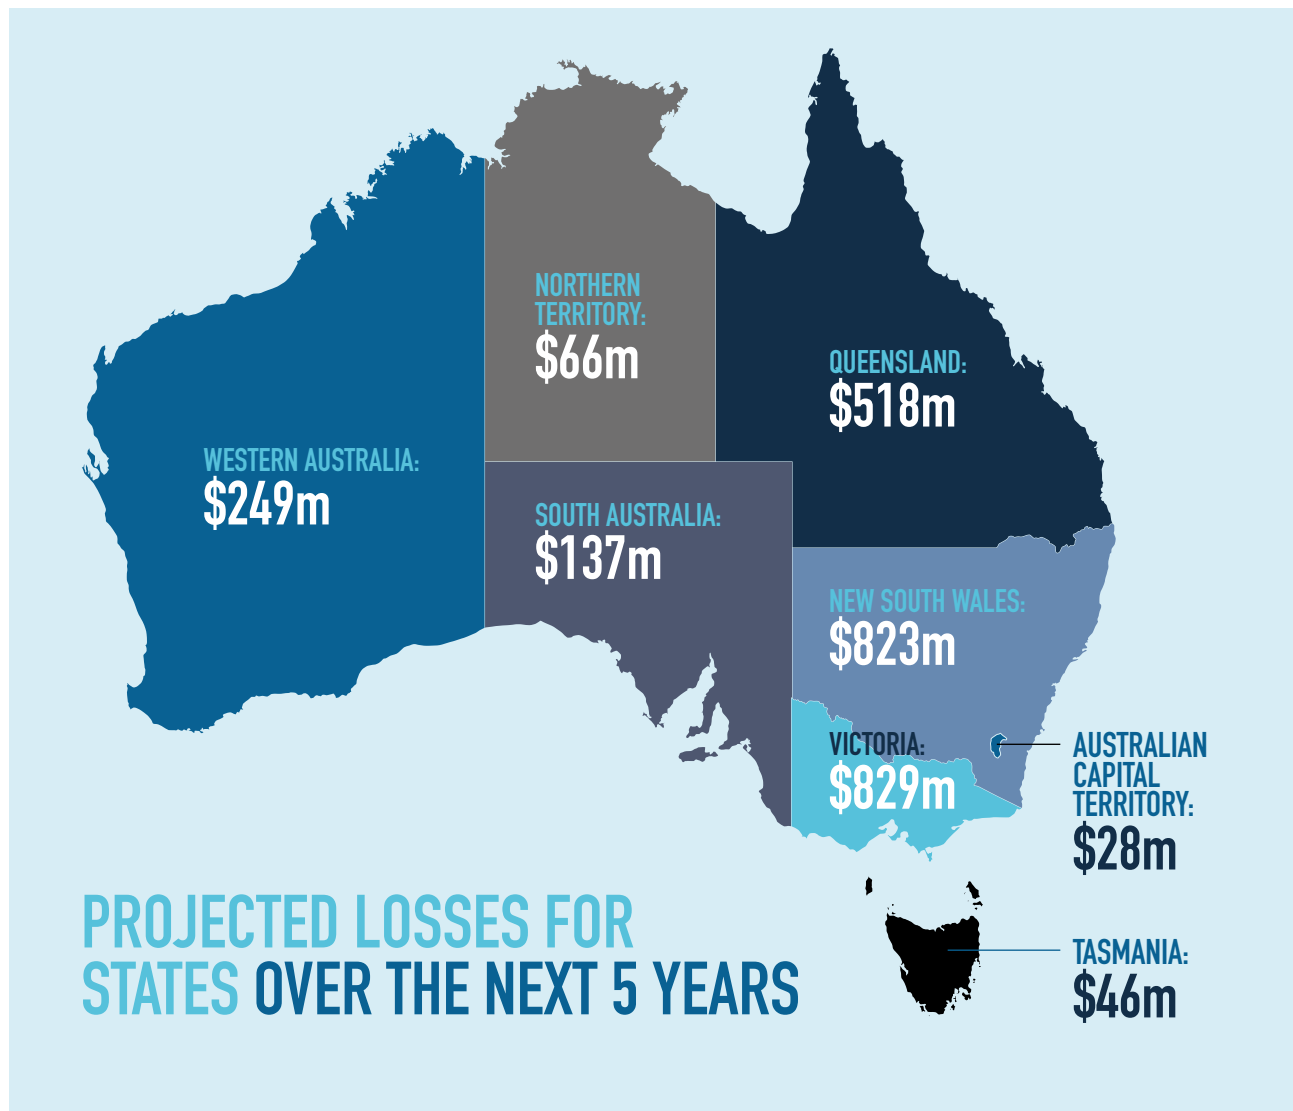 NORTHERN
TERRITORY:
$66m
QUEENSLAND:
$518m
WESTERN AUSTRALIA:
$249m
SOUTH AUSTRALIA:
$137m
NEW SOUTH WALES:
$823m
VICTORIA:
$829m
AUSTRALIAN
CAPITAL
TERRITORY:
$28m
TASMANIA:
$46m
PROJECTED LOSSES FOR
STATES OVER THE NEXT 5 YEARS